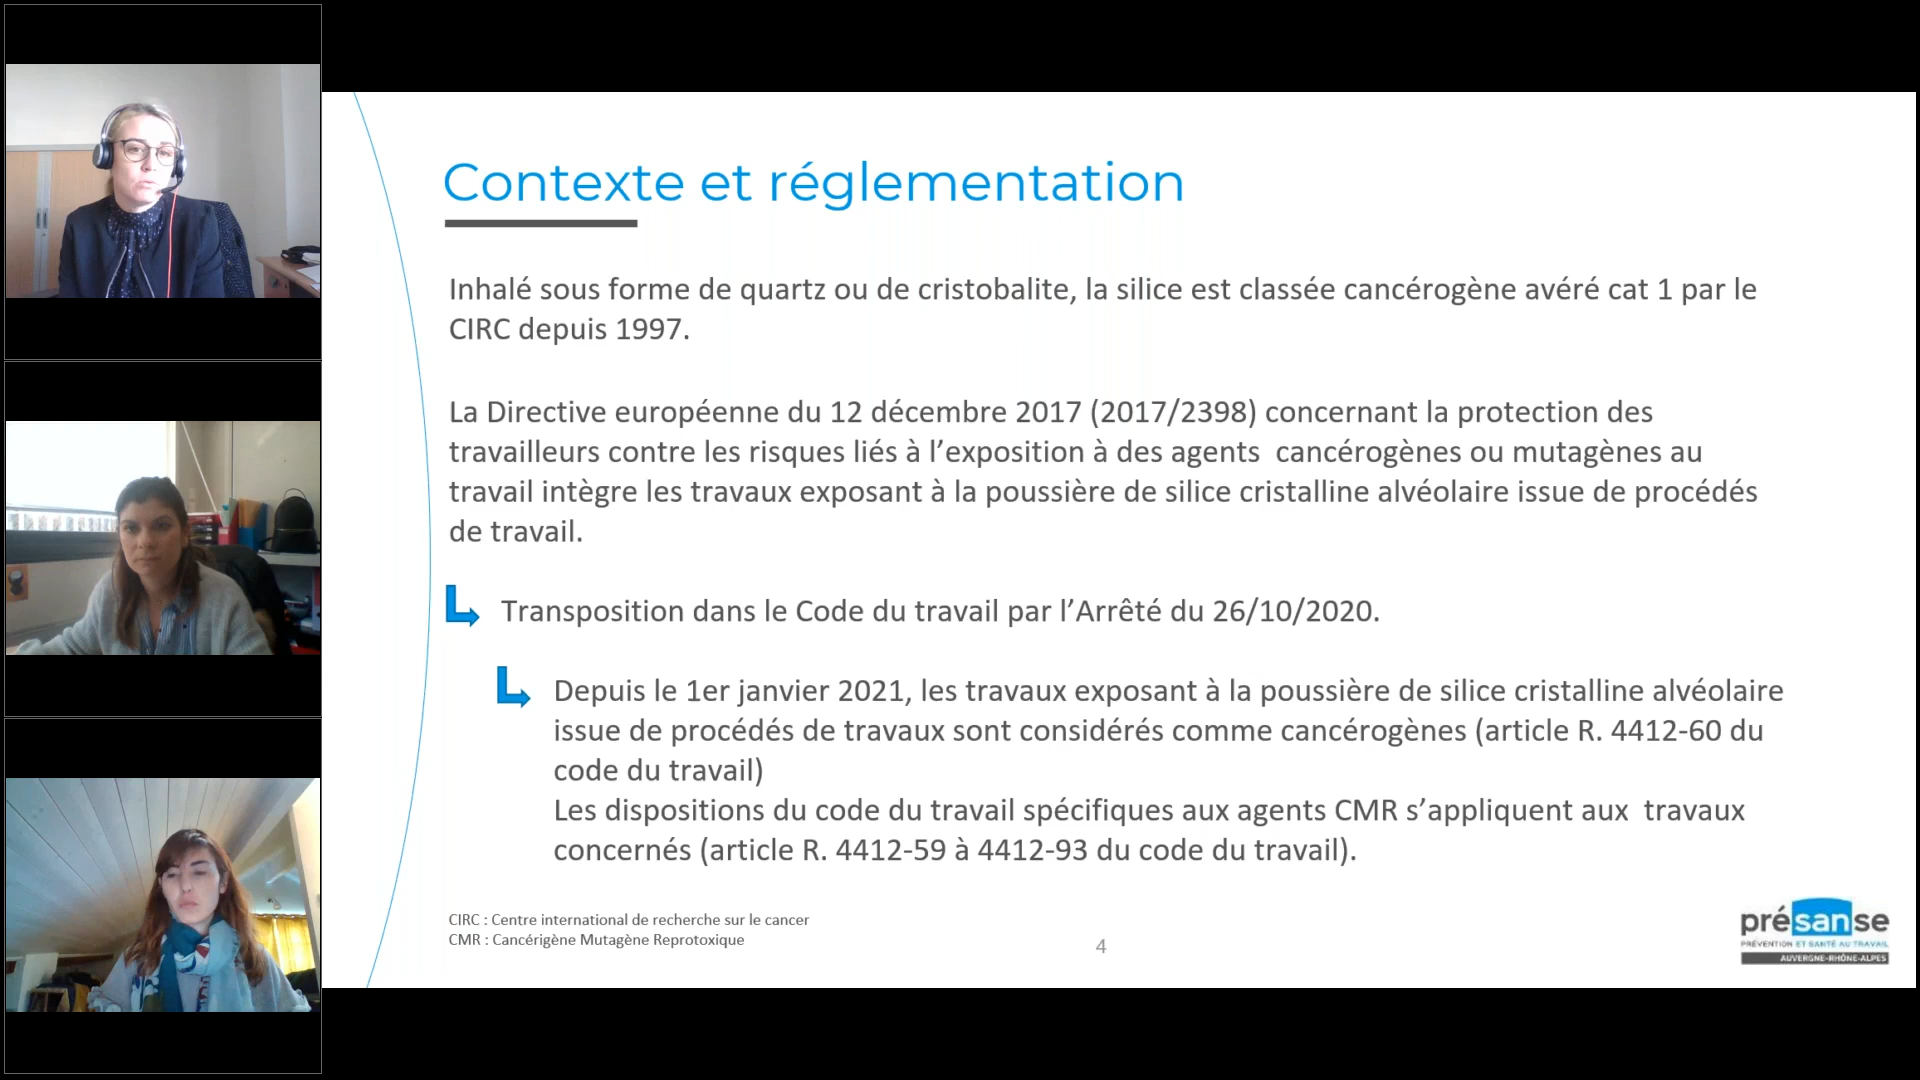 Contexte et réglementation
Inhalé sous forme de quartz ou de cristobalite, la silice est classée cancérogène avéré cat 1 par le
CIRC depuis 1997.
La Directive européenne du 12 décembre 2017 (2017/2398) concernant la protection des
travailleurs contre les risques liés à l’exposition à des agents  cancérogènes ou mutagènes au
travail intègre les travaux exposant à la poussière de silice cristalline alvéolaire issue de procédés
de travail.
Transposition dans le Code du travail par l’Arrêté du 26/10/2020.
Depuis le 1er janvier 2021, les travaux exposant à la poussière de silice cristalline alvéolaire
issue de procédés de travaux sont considérés comme cancérogènes (article R. 4412-60 du
code du travail)
Les dispositions du code du travail spécifiques aux agents CMR s’appliquent aux  travaux
concernés (article R. 4412-59 à 4412-93 du code du travail).
CIRC : Centre international de recherche sur le cancer
CMR : Cancérigène Mutagène Reprotoxique
4
présanse
PRÉVENTION ET SANTÉ AU TRAVAIL
AUVERGNE-RHÔNE-ALPES